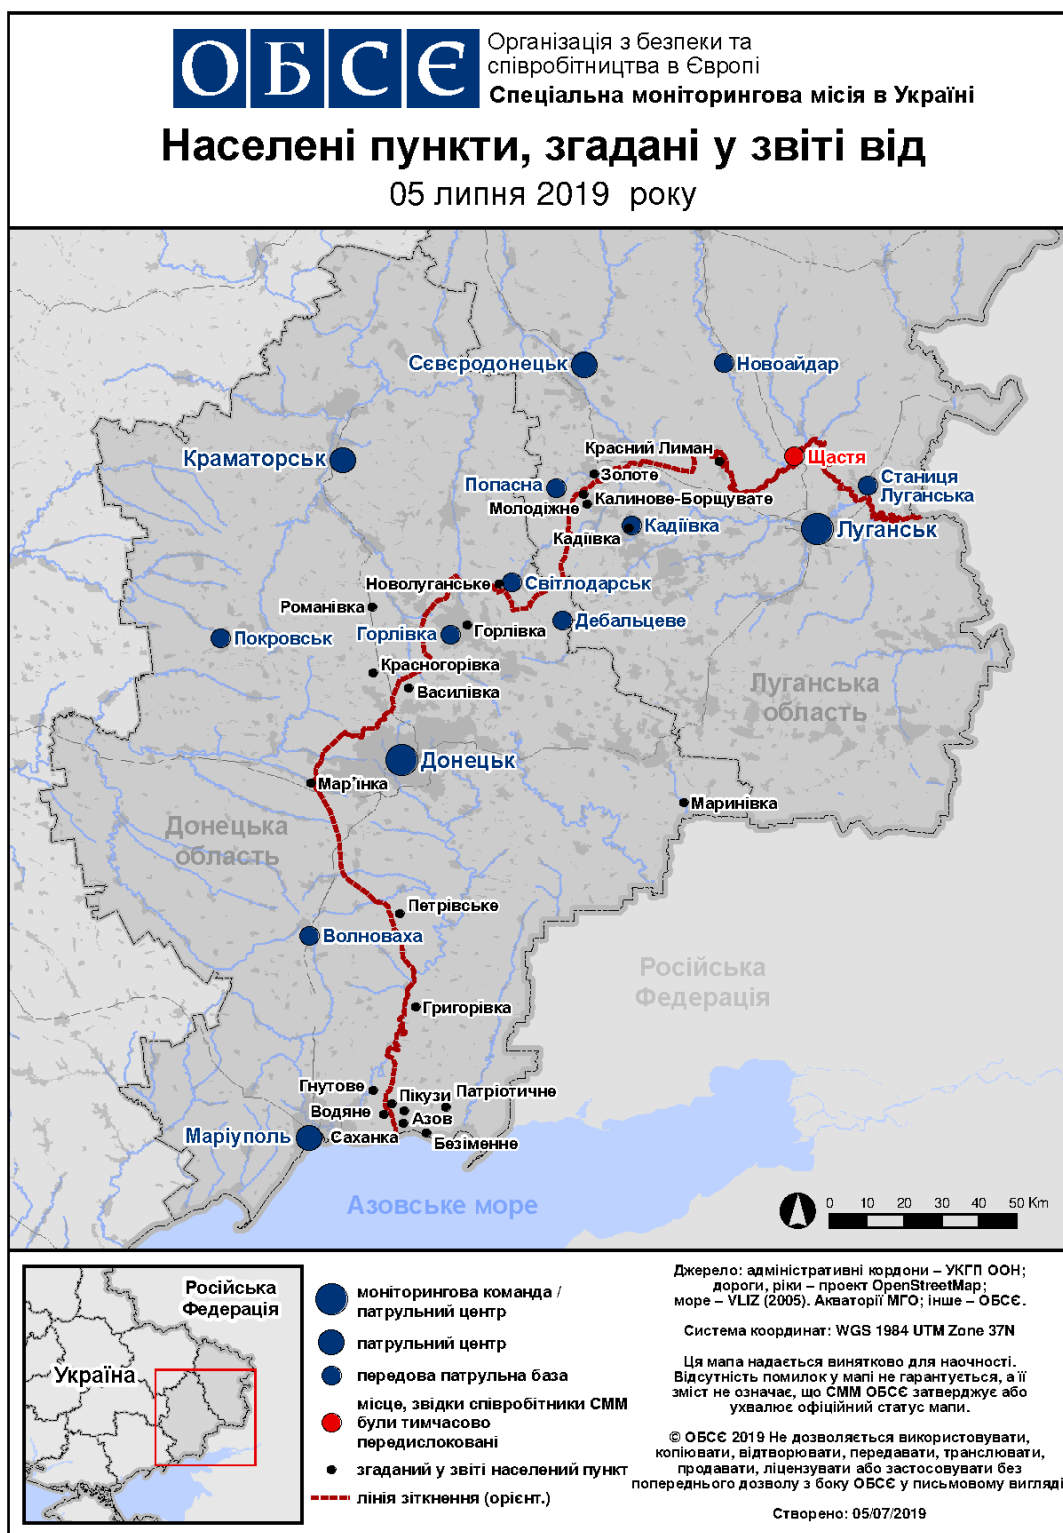 ОБСЄ
Організація з безпеки та
співробітництва в Європі
Спеціальна моніторингова місія в Україні
Населені пункти, згадані у звіті від
05 липня 2019 року
Сєвєродонецьк
Новоайдар
Краматорськ
Красний Лиман
Щастя
Золоте
Попасна
Станиця
Луганська
Калинове-Борщувате
Молодіжне
Кадіївка
Кадіївка
Луганськ
Новолуганське
Світлодарськ
Романівка
Дебальцеве
Покровськ
Горлівка
Горлівка
Красногорівка
Василівка
Луганська
область
Донецьк
Мар'їнка
Маринівка
Донецька
область
Петрівське
Волноваха
Російська
Федерація
Григорівка
Гнутове
Пікузи
Патріотичне
Водяне
Азов
Маріуполь
Саханка
Безіменне
Азовське море
0 10 20 30 40 50 Km
Російська
Федерація
Україна
моніторингова команда /
патрульний центр
патрульний центр
передова патрульна база
місце, звідки співробітники СММ
були тимчасово
передислоковані
згаданий у звіті населений пункт
лінія зіткнення (орієнт.)
Джерело: адміністративні кордони – УКГП ООН;
дороги, ріки – проект OpenStreetMap;
море – VLIZ (2005). Акваторії МГО; інше – ОБСЄ.
Система координат: WGS 1984 UTM Zone 37N
Ця мапа надається винятково для наочності.
Відсутність помилок у мапі не гарантується, а її
зміст не означає, що СММ ОБСЄ затверджує або
ухвалює офіційний статус мапи.
© ОБСЄ 2019 Не дозволяється використовувати,
копіювати, відтворювати, передавати, транслювати,
продавати, ліцензувати або застосовувати без
попереднього дозволу з боку ОБСЄ у письмовому вигляді
Створено: 05/07/2019